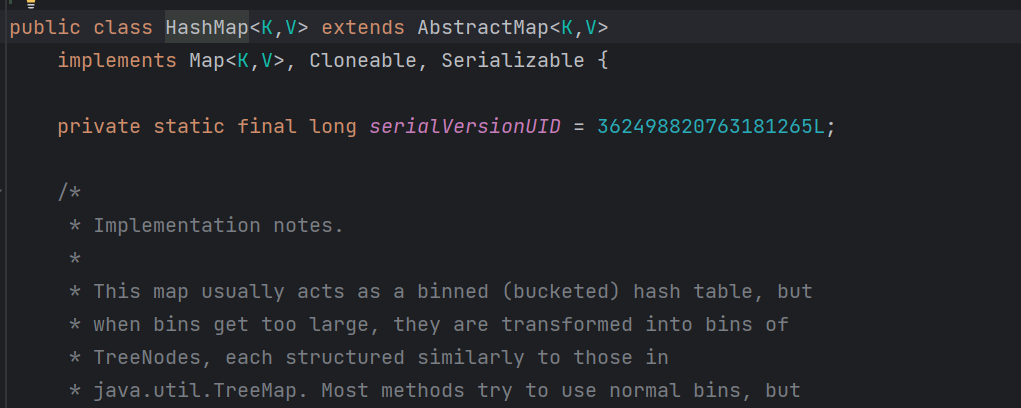 public class HashMap<K,V> extends AbstractMap<K,V>
implements Map<K,V>, Cloneable, Serializable {
private static final long serialVersionUID = 362498820763181265L;
/*
* Implementation notes.
*
* This map usually acts as a binned (bucketed) hash table, but
* when bins get too large, they are transformed into bins of
* TreeNodes, each structured similarly to those in
* java.util.TreeMap. Most methods try to use normal bins, but